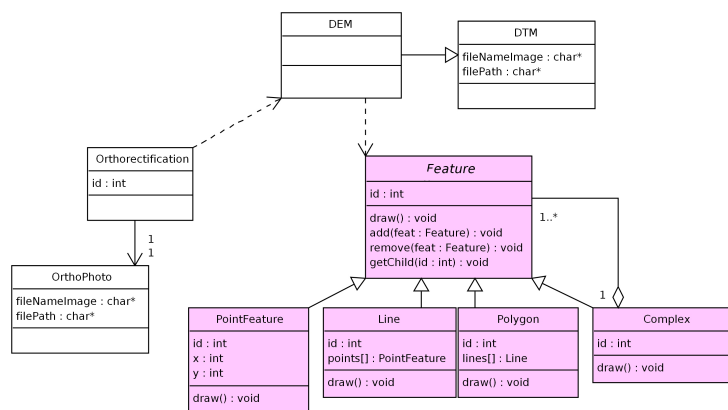 DEM
DTM
fileNameImage : char*
filePath : char*
Orthorectification
id : int
Feature
id : int
draw() : void
add(feat : Feature) : void
remove(feat : Feature) : void
getChild(id : int) : void
1..*
1
1
OrthoPhoto
fileNameImage : char*
filePath : char*
1
PointFeature
id : int
x : int
y : int
draw() : void
Line
id : int
points[] : PointFeature
draw() : void
Polygon
id : int
lines[] : Line
draw() : void
Complex
id : int
draw() : void